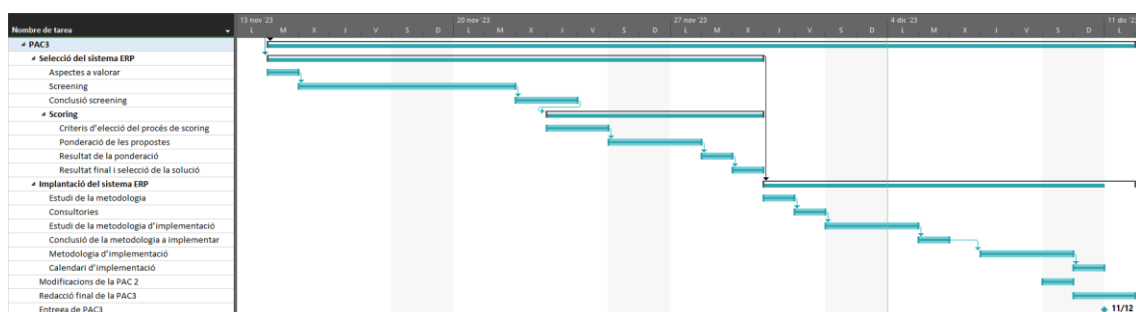 13 nov '23 20 nov '23 27 nov '23 4 dic '23 11 dic '2
Nombre de tarea L M X J V S D L M X J V S D L M X J V S D L M X J V S D L
PAC3
Selecció del sistema ERP
Aspectes a valorar
Screening
Conclusió screening
Scoring
Criteris d'elecció del procés de scoring
Ponderació de les propostes
Resultat de la ponderació
Resultat final i selecció de la solució
Implantació del sistema ERP
Estudi de la metodologia
Consultories
Estudi de la metodologia d'implementació
Conclusió de la metodologia a implementar
Metodologia d'implementació
Calendari d'implementació
Modificacions de la PAC 2
Redacció final de la PAC3
Entrega de PAC3 11/12